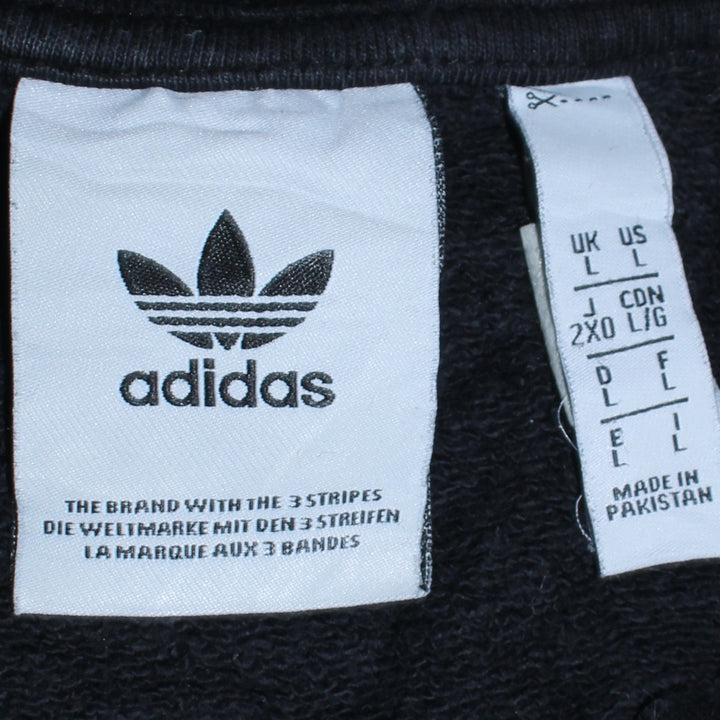 adidas
THE BRAND WITH THE 3 STRIPES
DIE WELTMARKE MIT DEN 3 STREIFEN
LA MARQUE AUX 3 BANDES
UK US
L L
J CDN
2XO L/G
D F
L L
E I
L L
MADE IN
PAKISTAN